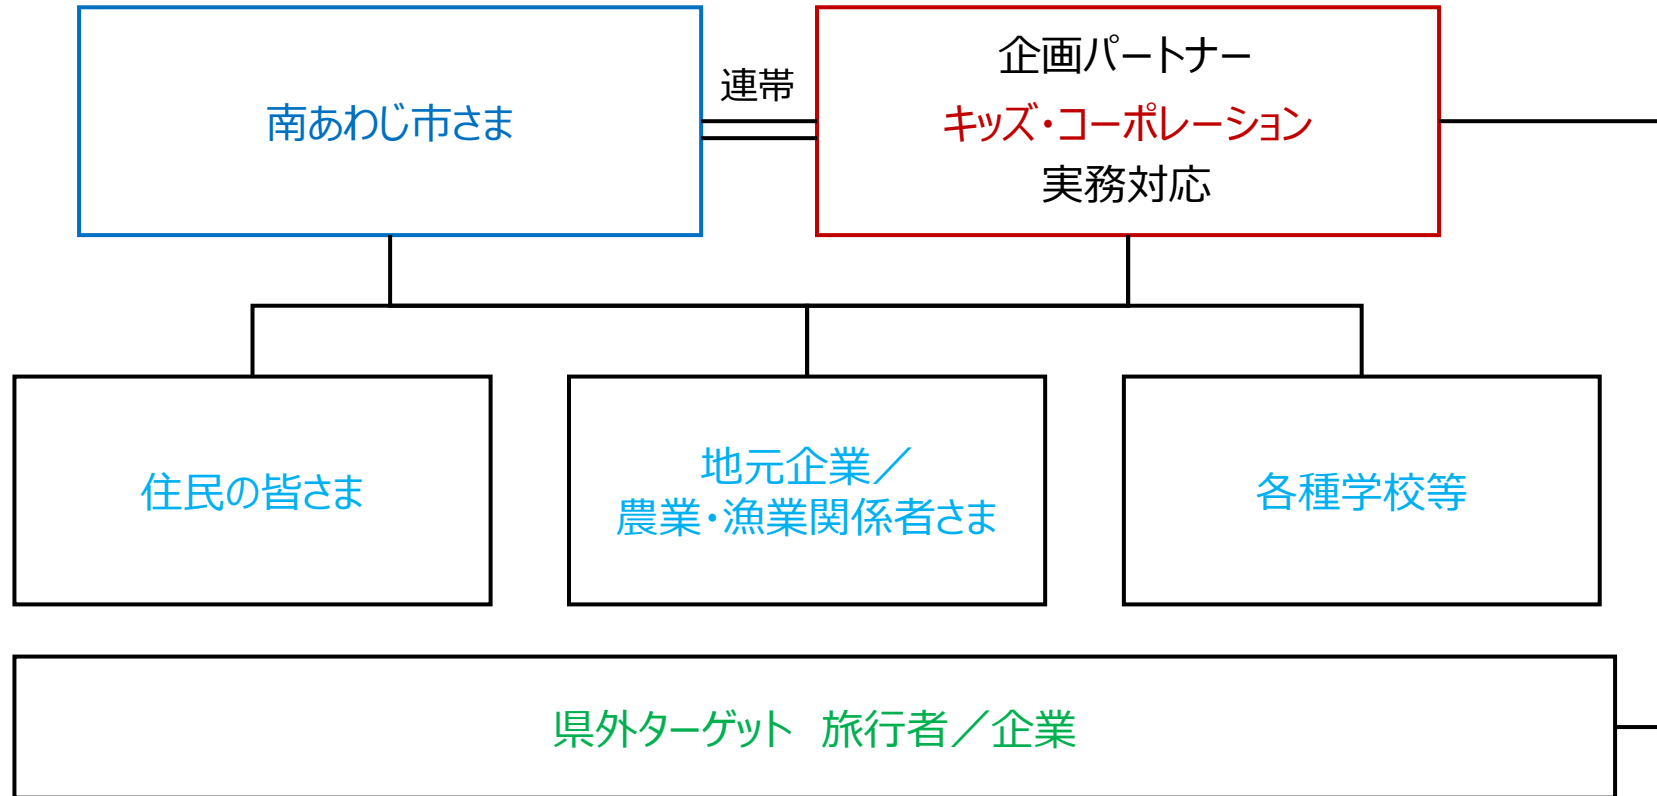 南あわじ市さま
連帯
企画パートナー
キッズ・コーポレーション
実務対応
住民の皆さま
地元企業／
農業・漁業関係者さま
各種学校等
県外ターゲット　旅行者／企業